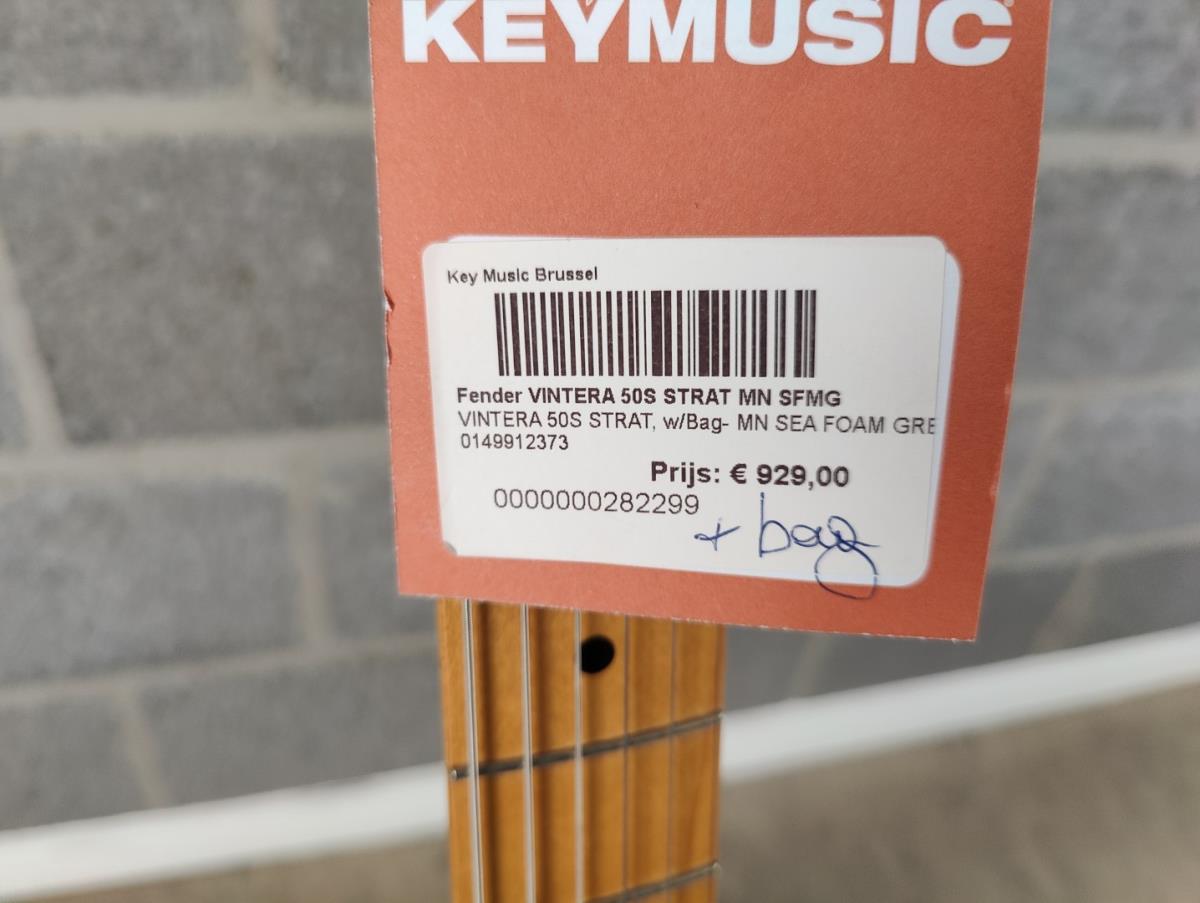 KEYMUSIC
Key Music Brussel
Fender VINTERA 50S STRAT MN SFMG
VINTERA 50S STRAT, w/Bag- MN SEA FOAM GRE
0149912373
Prijs: € 929,00
0000000282299
+ bag